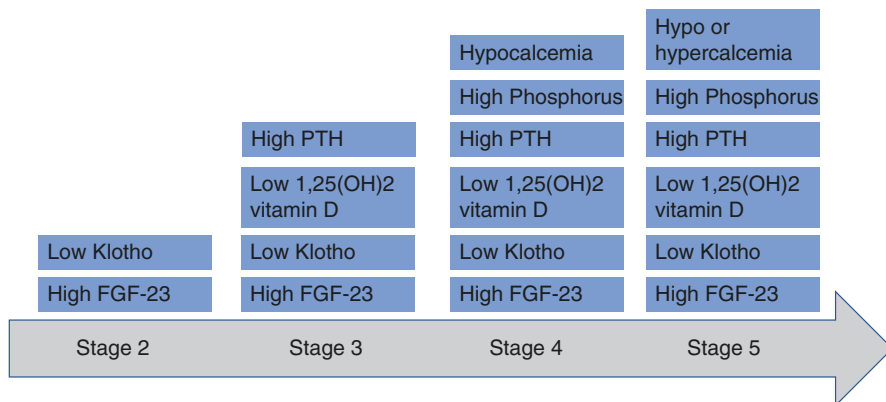 Hypocalcemia
Hypo or
hypercalcemia
High Phosphorus
High Phosphorus
High PTH
High PTH
High PTH
Low 1,25(OH)2
vitamin D
Low 1,25(OH)2
vitamin D
Low 1,25(OH)2
vitamin D
Low Klotho
Low Klotho
Low Klotho
Low Klotho
High FGF-23
High FGF-23
High FGF-23
High FGF-23
Stage 2
Stage 3
Stage 4
Stage 5